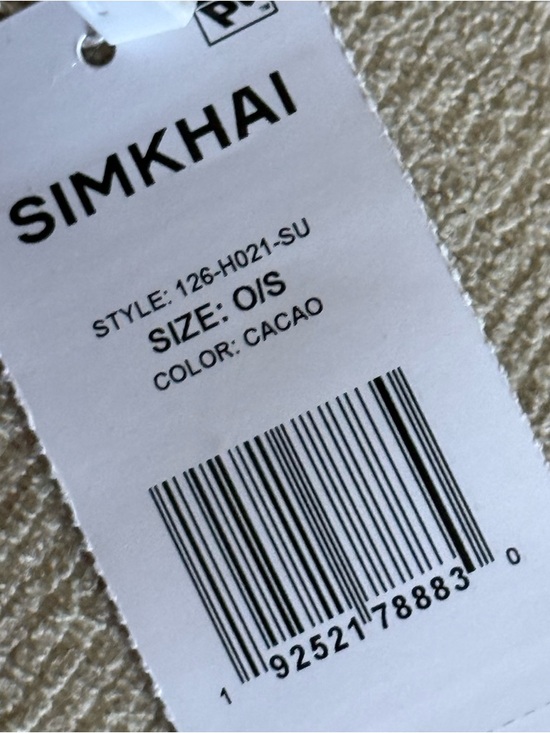 SIMKHAI
STYLE: 126-H021-SU
SIZE: O/S
COLOR: CACAO
1 92521 78883 0